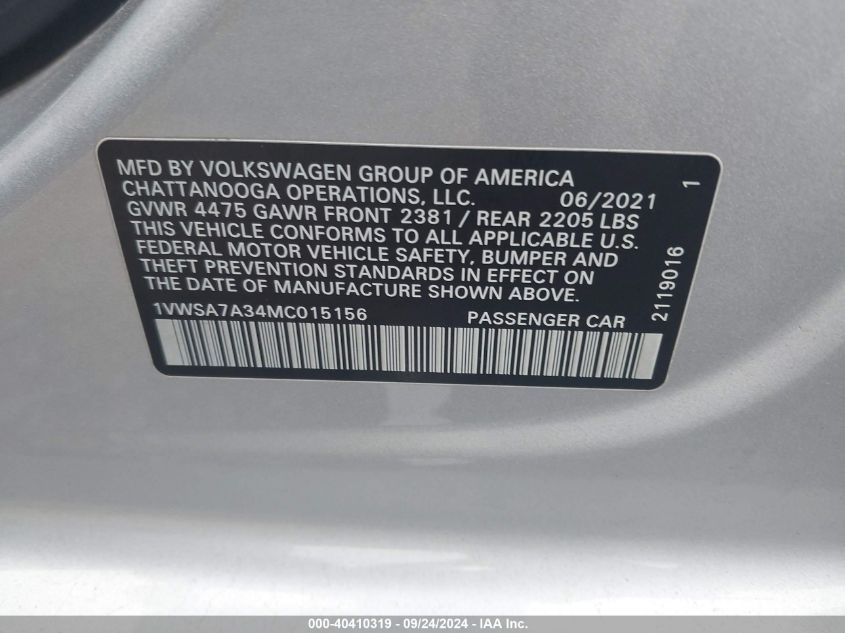 MFD BY VOLKSWAGEN GROUP OF AMERICA
CHATTANOOGA OPERATIONS, LLC. 06/2021
GVWR 4475 GAWR FRONT 2381 / REAR 2205 LBS
THIS VEHICLE CONFORMS TO ALL APPLICABLE U.S.
FEDERAL MOTOR VEHICLE SAFETY, BUMPER AND
THEFT PREVENTION STANDARDS IN EFFECT ON
THE DATE OF MANUFACTURE SHOWN ABOVE.
1VWSA7A34MC015156 PASSENGER CAR
2119016 1
000-40410319 - 09/24/2024 - IAA Inc.